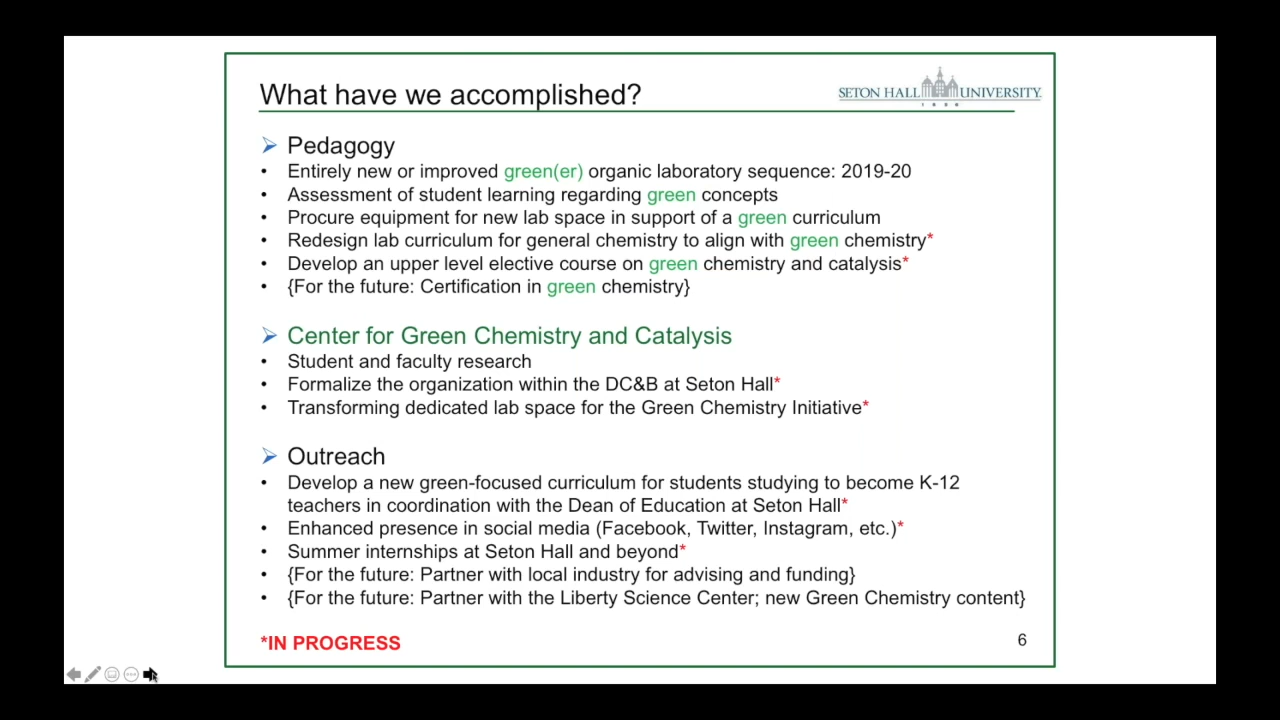 What have we accomplished?
SETON HALL UNIVERSITY
1 8 5 6
Pedagogy
• Entirely new or improved green(er) organic laboratory sequence: 2019-20
• Assessment of student learning regarding green concepts
• Procure equipment for new lab space in support of a green curriculum
• Redesign lab curriculum for general chemistry to align with green chemistry*
• Develop an upper level elective course on green chemistry and catalysis*
• {For the future: Certification in green chemistry}
Center for Green Chemistry and Catalysis
• Student and faculty research
• Formalize the organization within the DC&B at Seton Hall*
• Transforming dedicated lab space for the Green Chemistry Initiative*
Outreach
• Develop a new green-focused curriculum for students studying to become K-12
teachers in coordination with the Dean of Education at Seton Hall*
• Enhanced presence in social media (Facebook, Twitter, Instagram, etc.)*
• Summer internships at Seton Hall and beyond*
• {For the future: Partner with local industry for advising and funding}
• {For the future: Partner with the Liberty Science Center; new Green Chemistry content}
*IN PROGRESS
6